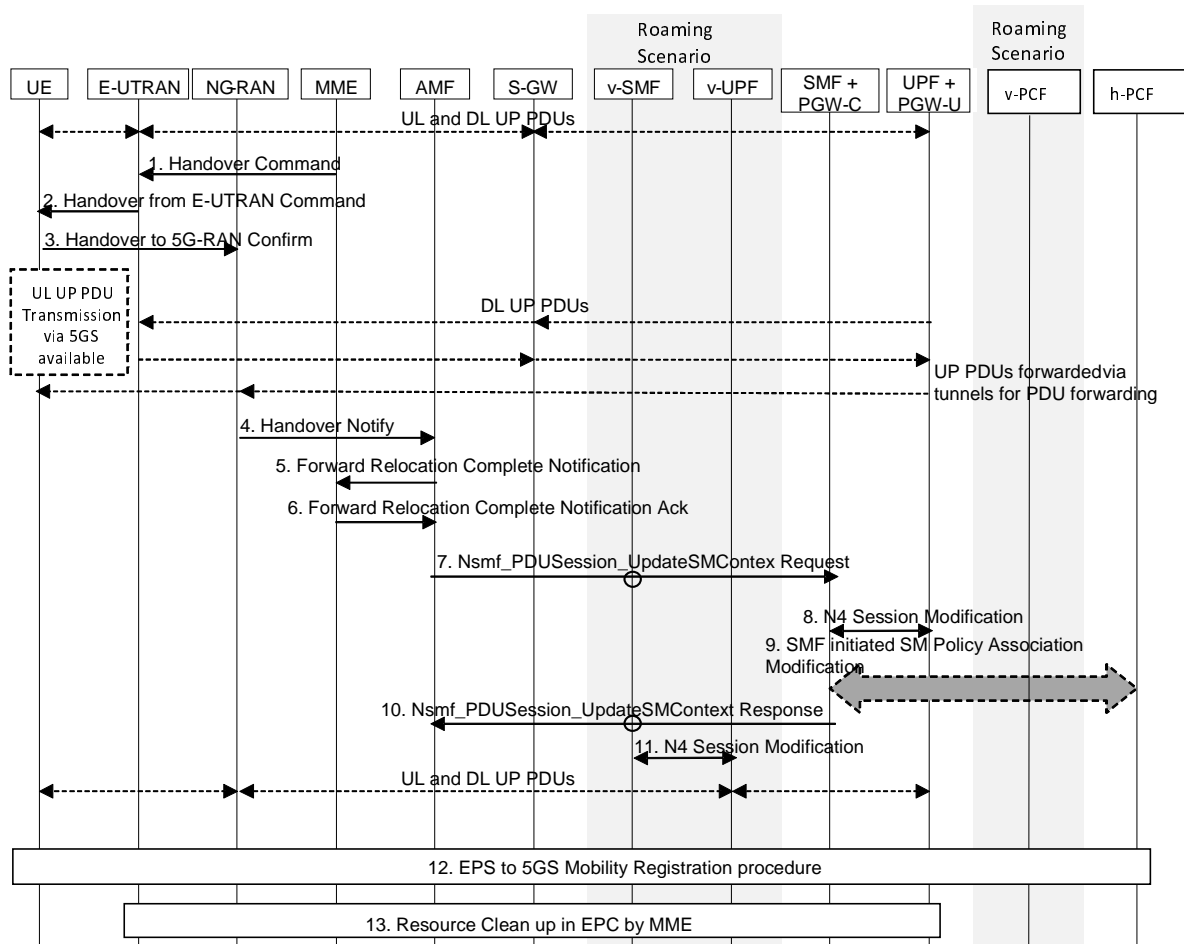 Roaming
Scenario
Roaming
Scenario
UE
E-UTRAN
NG-RAN
MME
AMF
S-GW
v-SMF
v-UPF
SMF +
PGW-C
UPF +
PGW-U
v-PCF
h-PCF
UL and DL UP PDUs
1. Handover Command
2. Handover from E-UTRAN Command
3. Handover to 5G-RAN Confirm
UL UP PDU
Transmission
via 5GS
available
DL UP PDUs
UP PDUs forwardedvia
tunnels for PDU forwarding
4. Handover Notify
5. Forward Relocation Complete Notification
6. Forward Relocation Complete Notification Ack
7. Nsmf_PDUSession_UpdateSMContex Request
8. N4 Session Modification
9. SMF initiated SM Policy Association
Modification
10. Nsmf_PDUSession_UpdateSMContext Response
11. N4 Session Modification
UL and DL UP PDUs
12. EPS to 5GS Mobility Registration procedure
13. Resource Clean up in EPC by MME